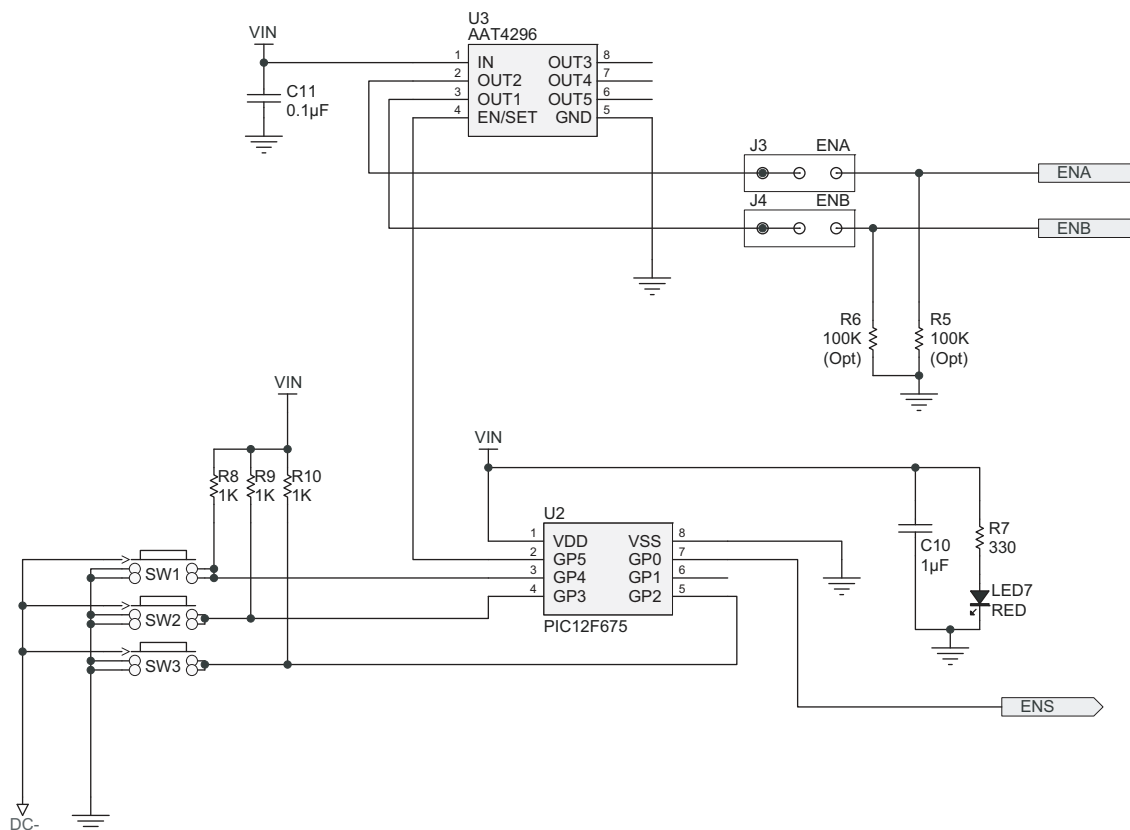 VIN
C11
0.1µF
U3
AAT4296
1 IN OUT3 8
2 OUT2 OUT4 7
3 OUT1 OUT5 6
4 EN/SET GND 5
J3 ENA
ENA
J4 ENB
ENB
R6
100K
(Opt)
R5
100K
(Opt)
VIN
R8
1K
R9
1K
R10
1K
VIN
U2
1 VDD VSS 8
2 GP5 GP0 7
3 GP4 GP1 6
4 GP3 GP2 5
PIC12F675
C10
1µF
R7
330
LED7
RED
SW1
SW2
SW3
ENS
DC-